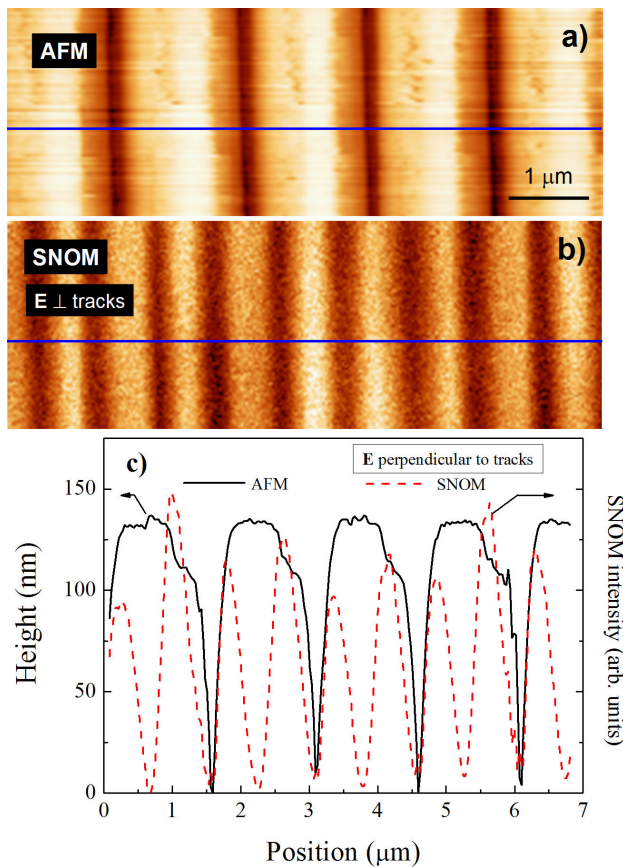 AFM
a)
1 μm
SNOM
b)
E ⊥ tracks
c)
E perpendicular to tracks
AFM
SNOM
150
100
50
0
Height (nm)
SNOM intensity (arb. units)
0 1 2 3 4 5 6 7
Position (μm)